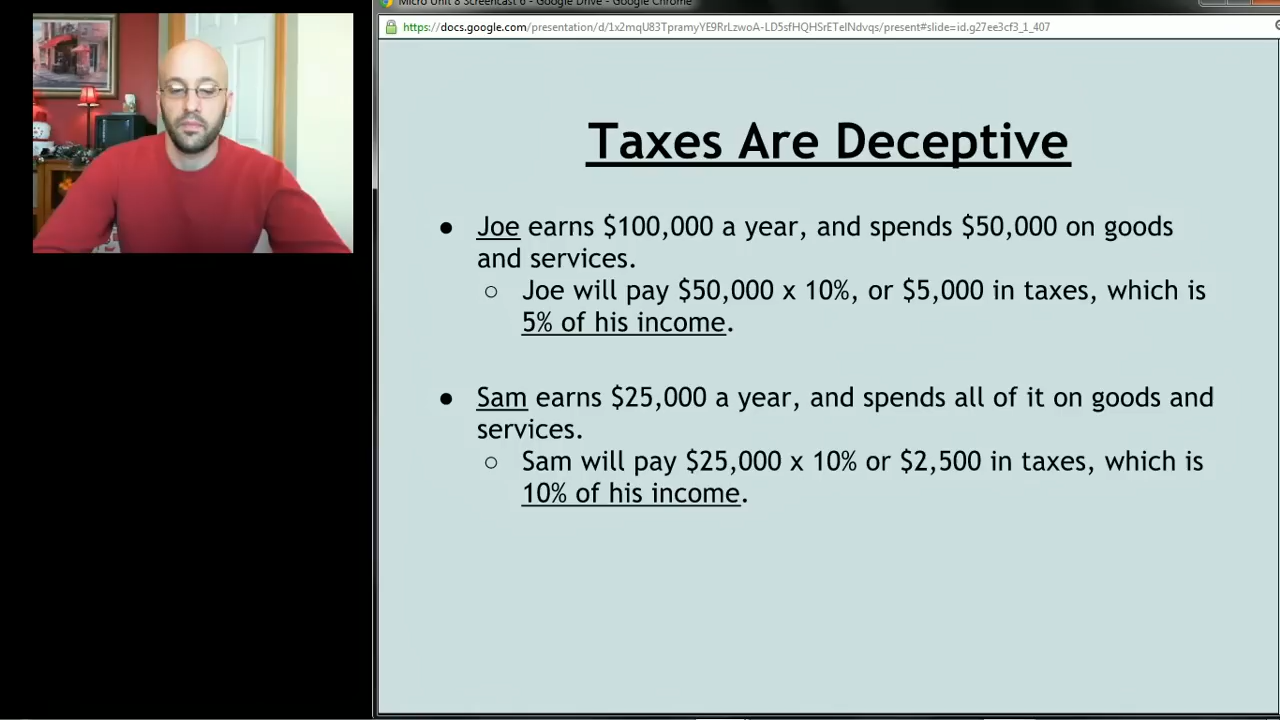 Micro Unit 8 Screencast 6 - Google Drive - Google Chrome
https://docs.google.com/presentation/d/1x2mqU83TpramyYE9RrLzwoA-LD5sfHQHSrETelNdvqs/present#slide=id.g27ee3cf3_1_407
Taxes Are Deceptive
● Joe earns $100,000 a year, and spends $50,000 on goods
and services.
○ Joe will pay $50,000 x 10%, or $5,000 in taxes, which is
5% of his income.
● Sam earns $25,000 a year, and spends all of it on goods and
services.
○ Sam will pay $25,000 x 10% or $2,500 in taxes, which is
10% of his income.